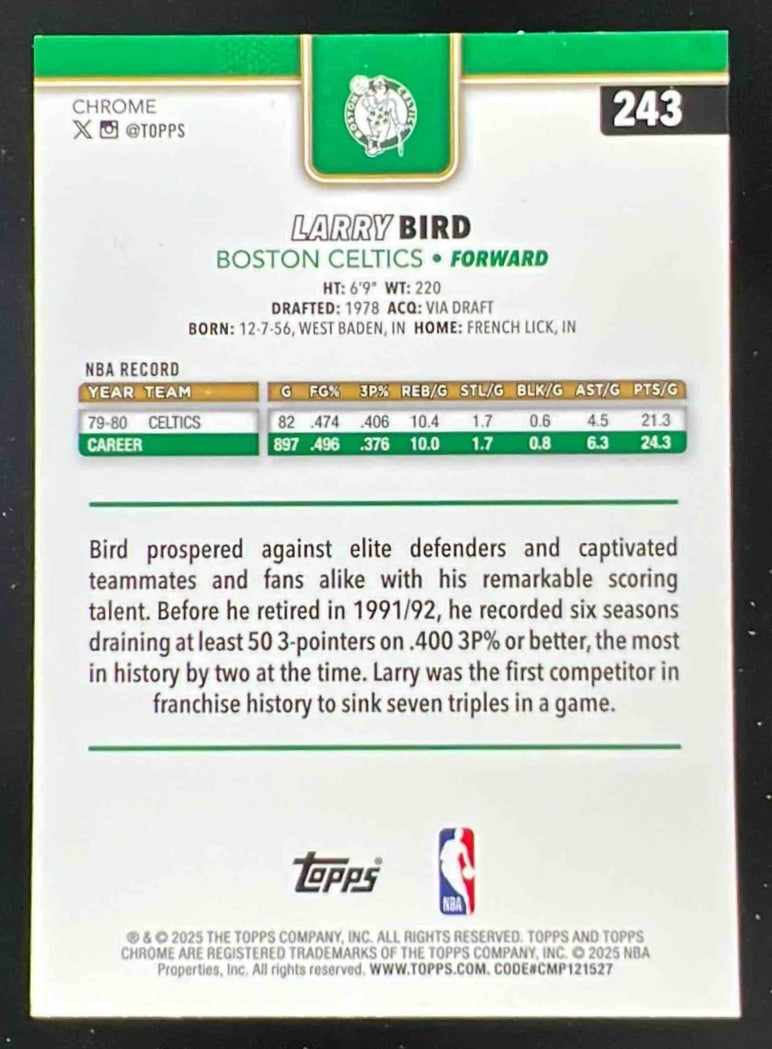 CHROME
243
X @TOPPS
BOSTON CELTICS
LARRY BIRD
BOSTON CELTICS • FORWARD
HT: 6'9" WT: 220
DRAFTED: 1978 ACQ: VIA DRAFT
BORN: 12-7-56, WEST BADEN, IN HOME: FRENCH LICK, IN
NBA RECORD
YEAR TEAM G FG% 3P% REB/G STL/G BLK/G AST/G PTS/G
79-80 CELTICS 82 .474 .406 10.4 1.7 0.6 4.5 21.3
CAREER 897 .496 .376 10.0 1.7 0.8 6.3 24.3
Bird prospered against elite defenders and captivated
teammates and fans alike with his remarkable scoring
talent. Before he retired in 1991/92, he recorded six seasons
draining at least 50 3-pointers on .400 3P% or better, the most
in history by two at the time. Larry was the first competitor in
franchise history to sink seven triples in a game.
Topps®
NBA
® & © 2025 THE TOPPS COMPANY, INC. ALL RIGHTS RESERVED. TOPPS AND TOPPS
CHROME ARE REGISTERED TRADEMARKS OF THE TOPPS COMPANY, INC. © 2025 NBA
Properties, Inc. All rights reserved. WWW.TOPPS.COM. CODE#CMP121527